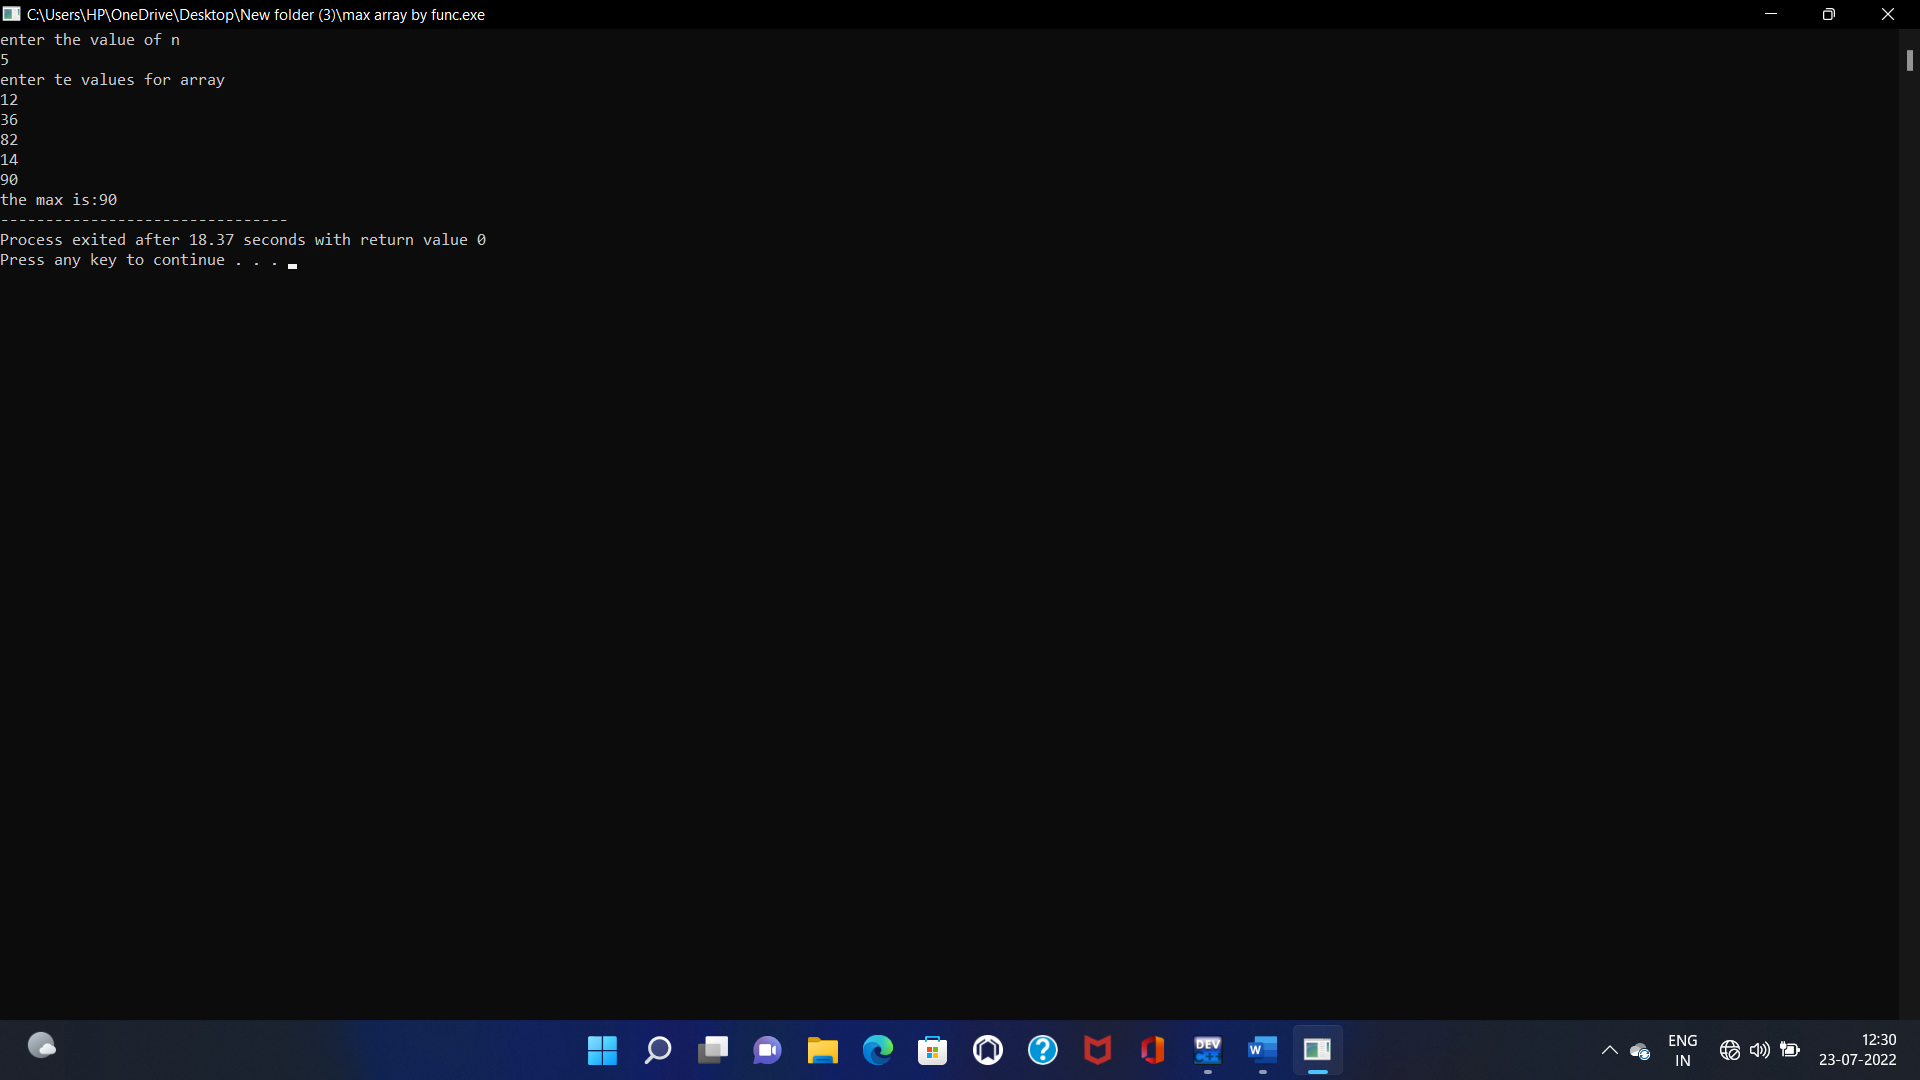 C:\Users\HP\OneDrive\Desktop\New folder (3)\max array by func.exe
enter the value of n
5
enter te values for array
12
36
82
14
90
the max is:90
--------------------------------
Process exited after 18.37 seconds with return value 0
Press any key to continue . . .
DEV
C++
W
?
ENG
IN
12:30
23-07-2022